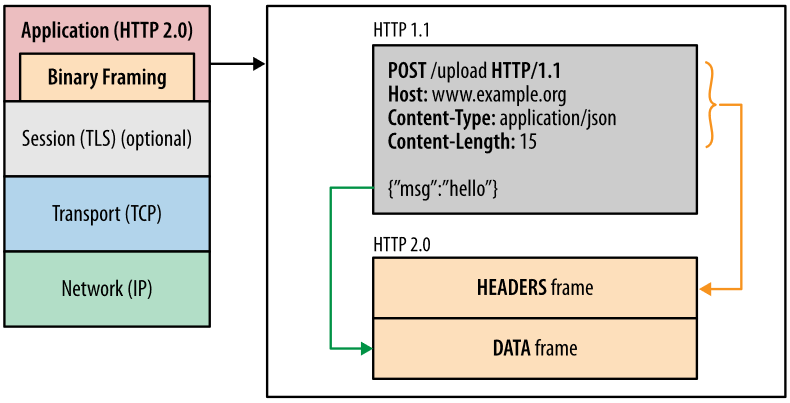 Application (HTTP 2.0)
Binary Framing
Session (TLS) (optional)
Transport (TCP)
Network (IP)
HTTP 1.1
POST /upload HTTP/1.1
Host: www.example.org
Content-Type: application/json
Content-Length: 15
{”msg”:”hello”}
HTTP 2.0
HEADERS frame
DATA frame